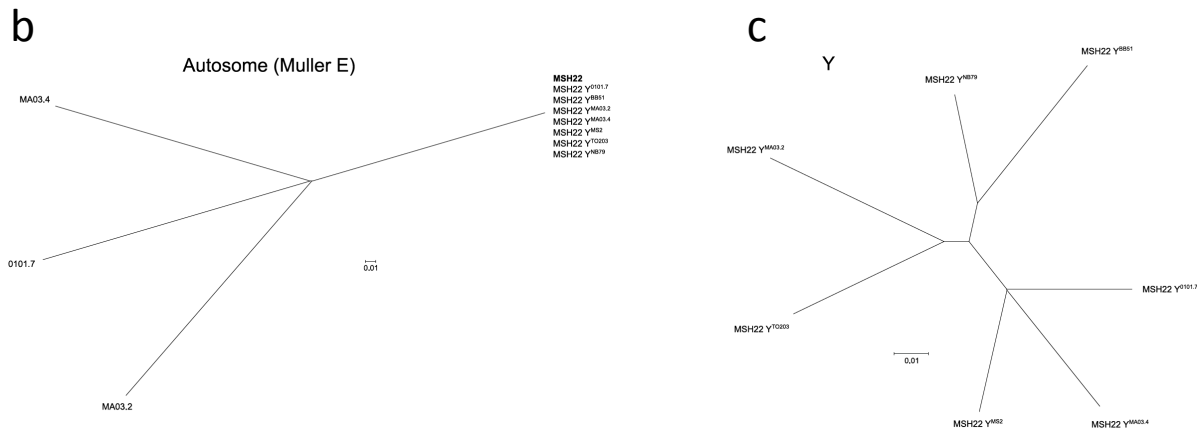 b
Autosome (Muller E)
MA03.4
MSH22
MSH22 Y0101.7
MSH22 YBB51
MSH22 YMA03.2
MSH22 YMA03.4
MSH22 YMS2
MSH22 YTO203
MSH22 YNB79
0101.7
0.01
MA03.2
c
Y
MSH22 YBB51
MSH22 YNB79
MSH22 YMA03.2
MSH22 Y0101.7
MSH22 YTO203
0.01
MSH22 YMS2
MSH22 YMA03.4